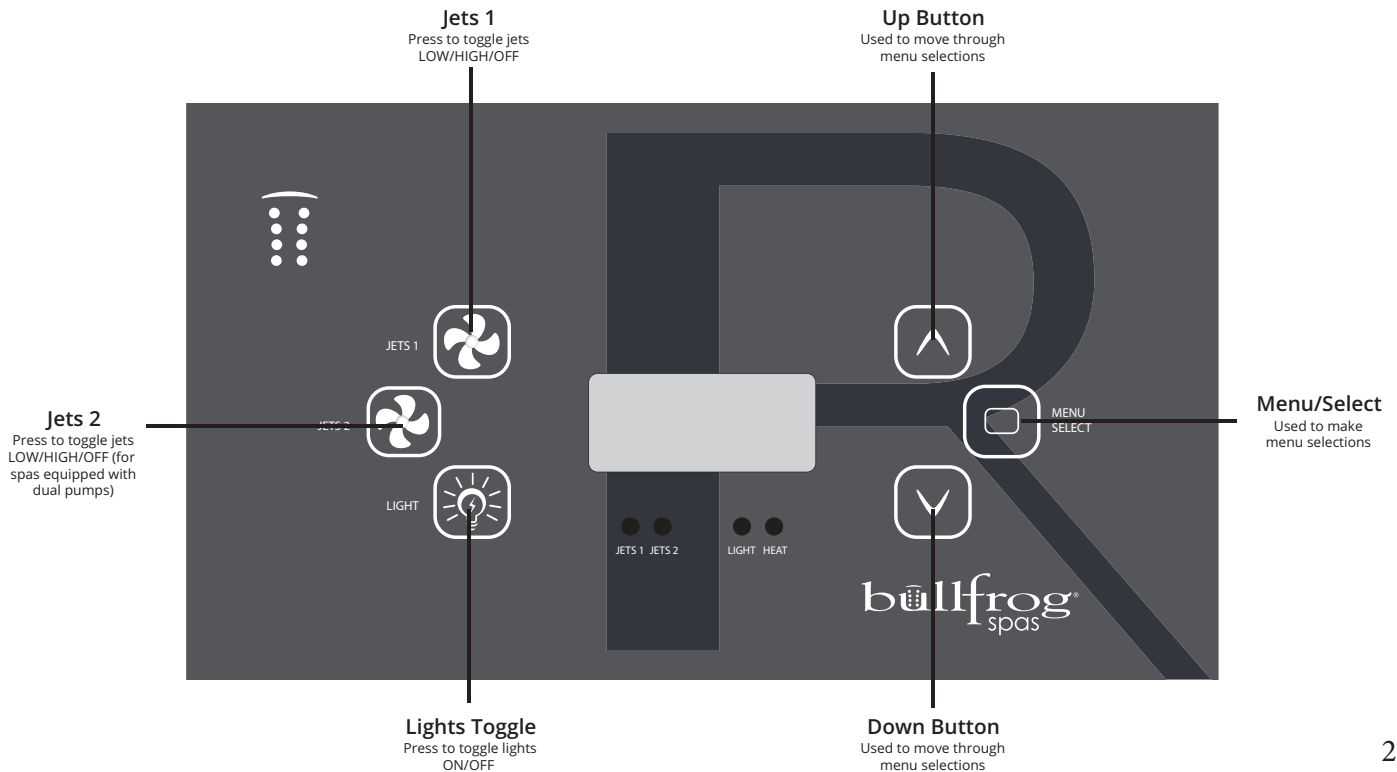 Jets 1
Press to toggle jets
LOW/HIGH/OFF
Up Button
Used to move through
menu selections
JETS 1
Jets 2
Press to toggle jets
LOW/HIGH/OFF (for
spas equipped with
dual pumps)
JETS 2
MENU
SELECT
Menu/Select
Used to make
menu selections
LIGHT
JETS 1
JETS 2
LIGHT
HEAT
bullfrog®
spas
Lights Toggle
Press to toggle lights
ON/OFF
Down Button
Used to move through
menu selections
2